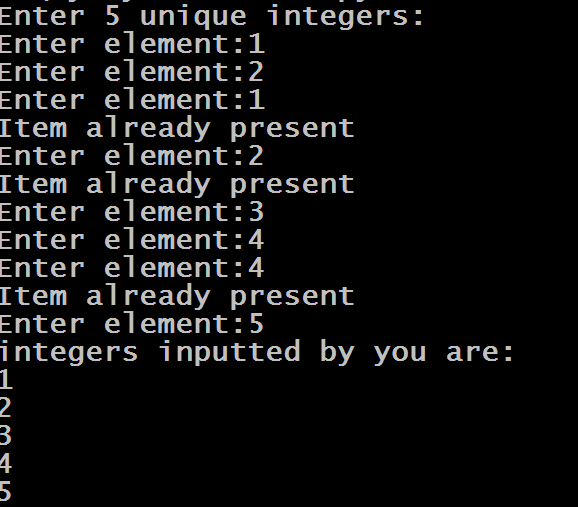 Enter 5 unique integers:
Enter element:1
Enter element:2
Enter element:1
Item already present
Enter element:2
Item already present
Enter element:3
Enter element:4
Enter element:4
Item already present
Enter element:5
integers inputted by you are:
1
2
3
4
5